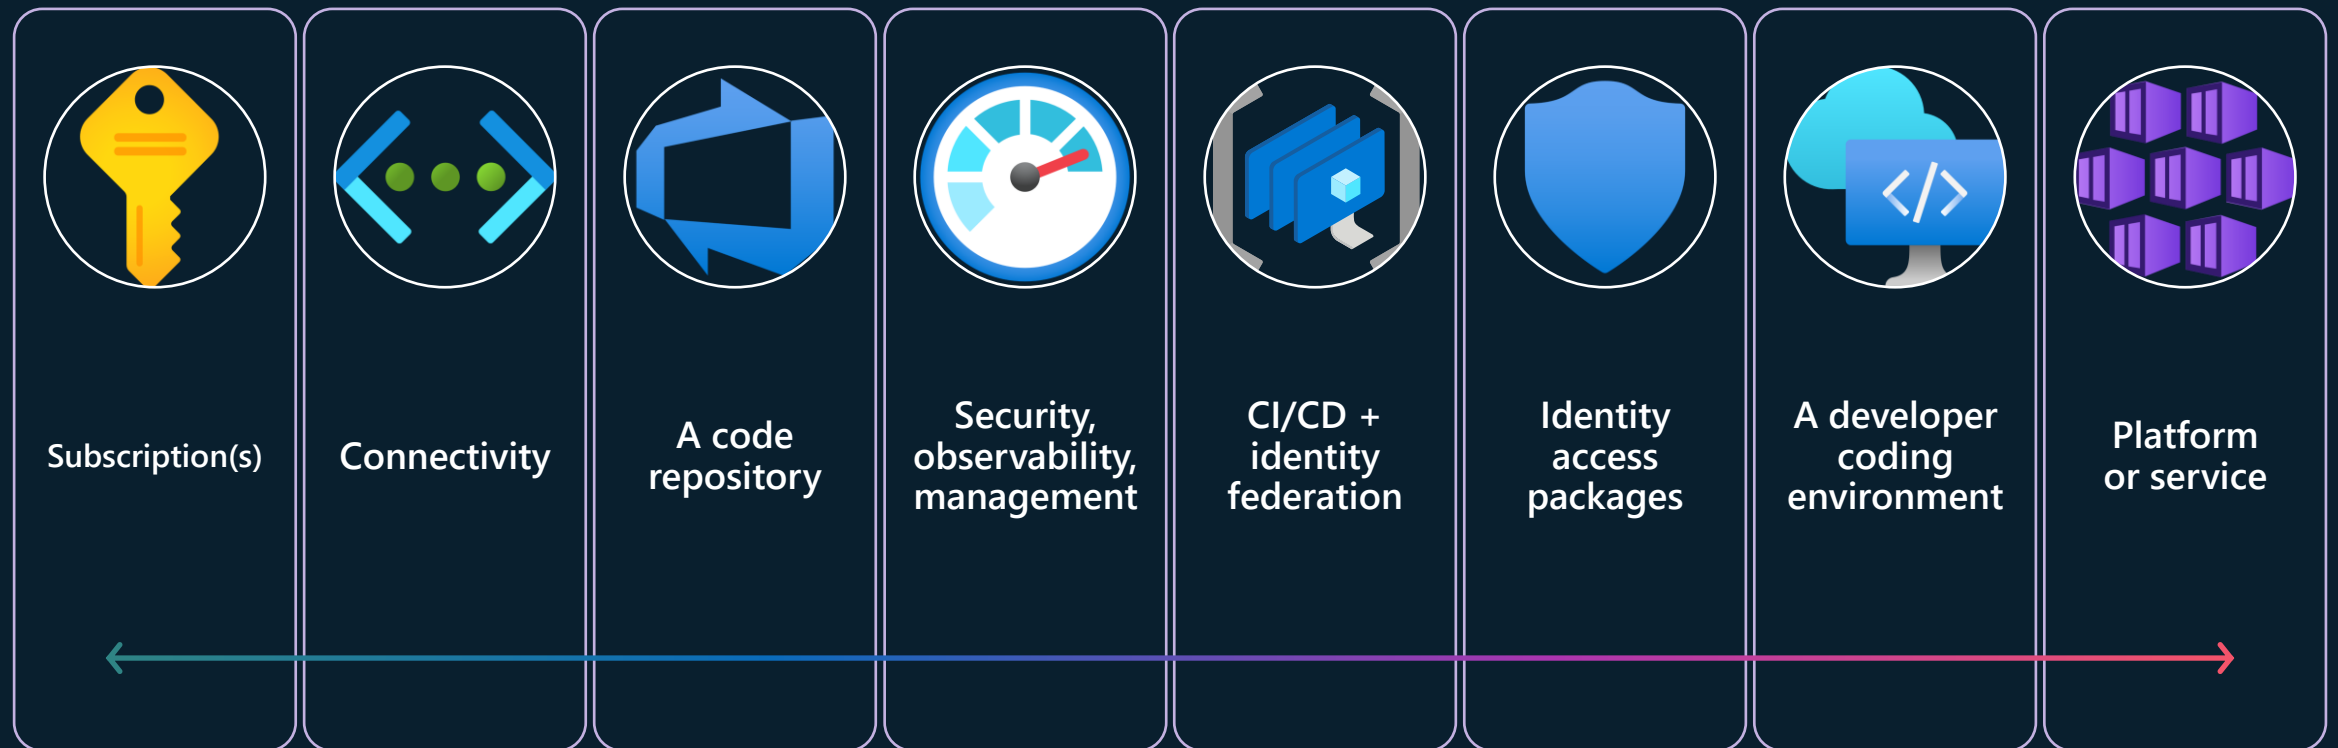 Subscription(s)
Connectivity
A code
repository
Security,
observability,
management
CI/CD +
identity
federation
Identity
access
packages
A developer
coding
environment
Platform
or service